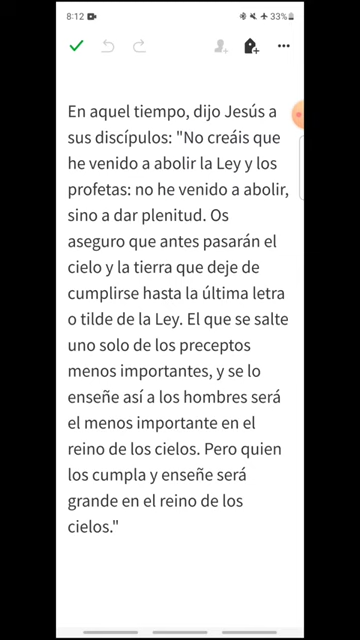 8:12
33%
En aquel tiempo, dijo Jesús a
sus discípulos: "No creáis que
he venido a abolir la Ley y los
profetas: no he venido a abolir,
sino a dar plenitud. Os
aseguro que antes pasarán el
cielo y la tierra que deje de
cumplirse hasta la última letra
o tilde de la Ley. El que se salte
uno solo de los preceptos
menos importantes, y se lo
enseñe así a los hombres será
el menos importante en el
reino de los cielos. Pero quien
los cumpla y enseñe será
grande en el reino de los
cielos."